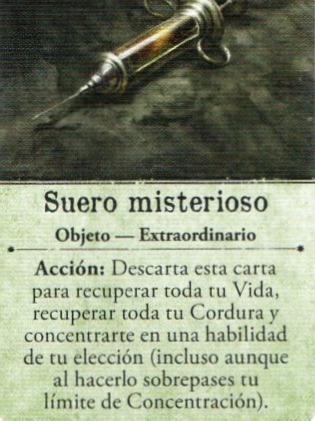 Suero misterioso
Objeto — Extraordinario
Acción: Descarta esta carta
para recuperar toda tu Vida,
recuperar toda tu Cordura y
concentrarte en una habilidad
de tu elección (incluso aunque
al hacerlo sobrepases tu
límite de Concentración).